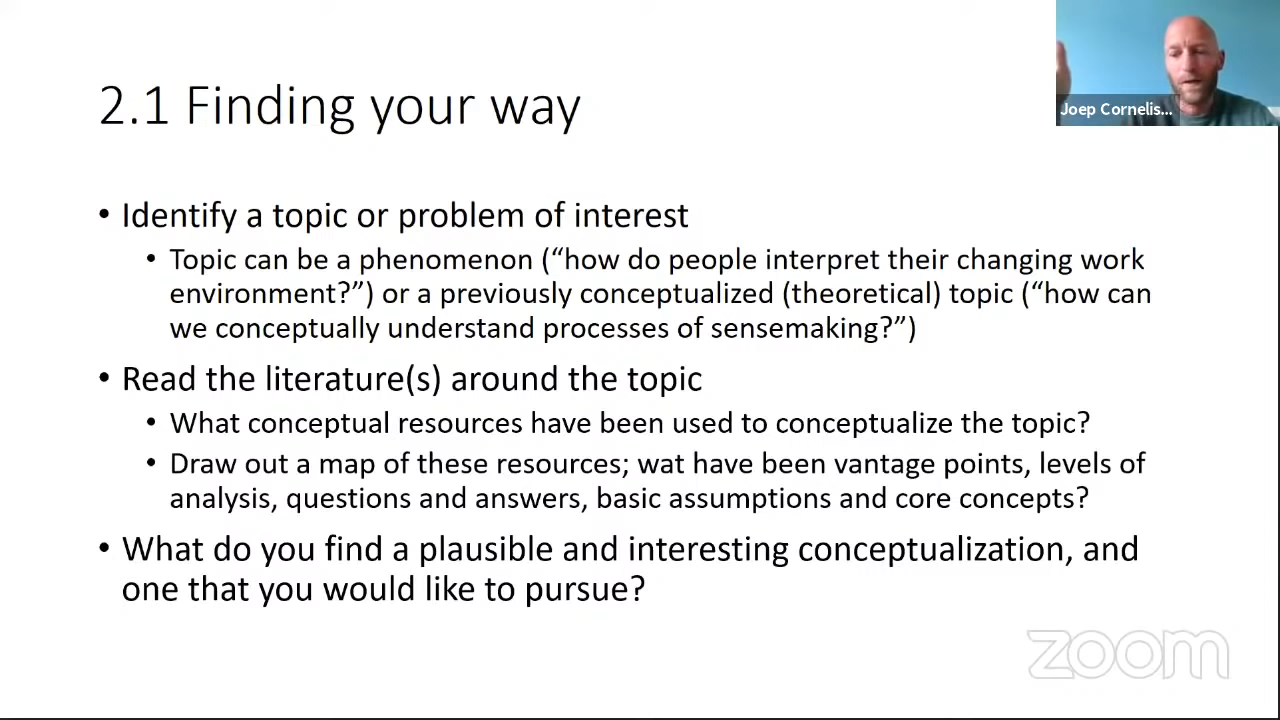 2.1 Finding your way
Joep Cornelis...
• Identify a topic or problem of interest
• Topic can be a phenomenon (“how do people interpret their changing work
environment?”) or a previously conceptualized (theoretical) topic (“how can
we conceptually understand processes of sensemaking?”)
• Read the literature(s) around the topic
• What conceptual resources have been used to conceptualize the topic?
• Draw out a map of these resources; wat have been vantage points, levels of
analysis, questions and answers, basic assumptions and core concepts?
• What do you find a plausible and interesting conceptualization, and
one that you would like to pursue?
zoom